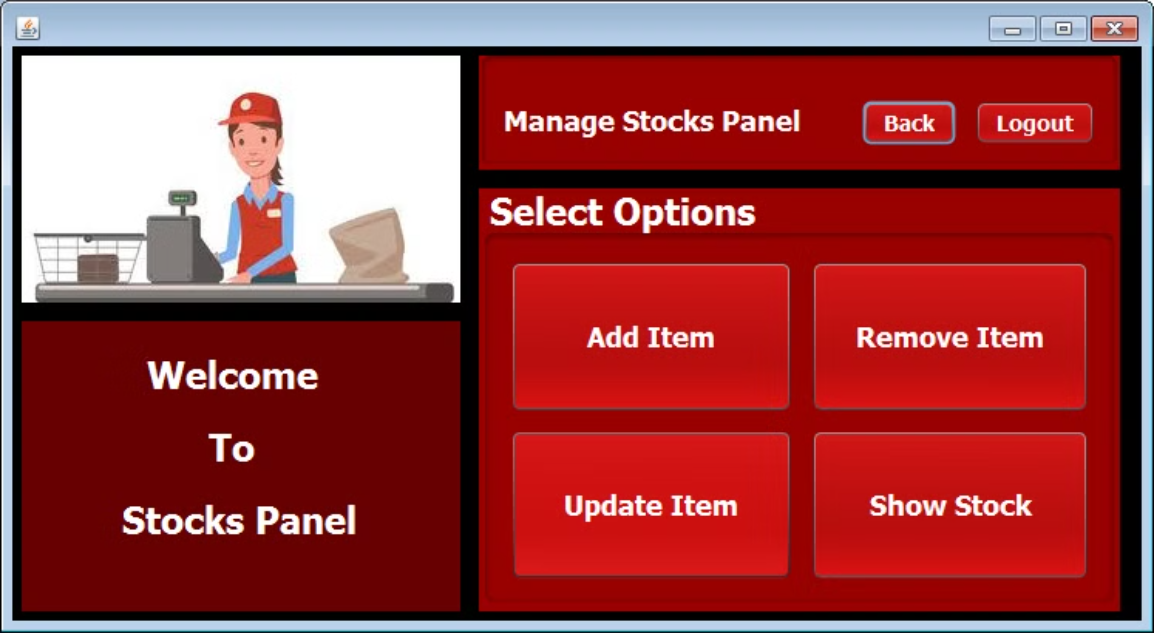 Manage Stocks Panel
Back
Logout
Select Options
Add Item
Remove Item
Update Item
Show Stock
Welcome
To
Stocks Panel